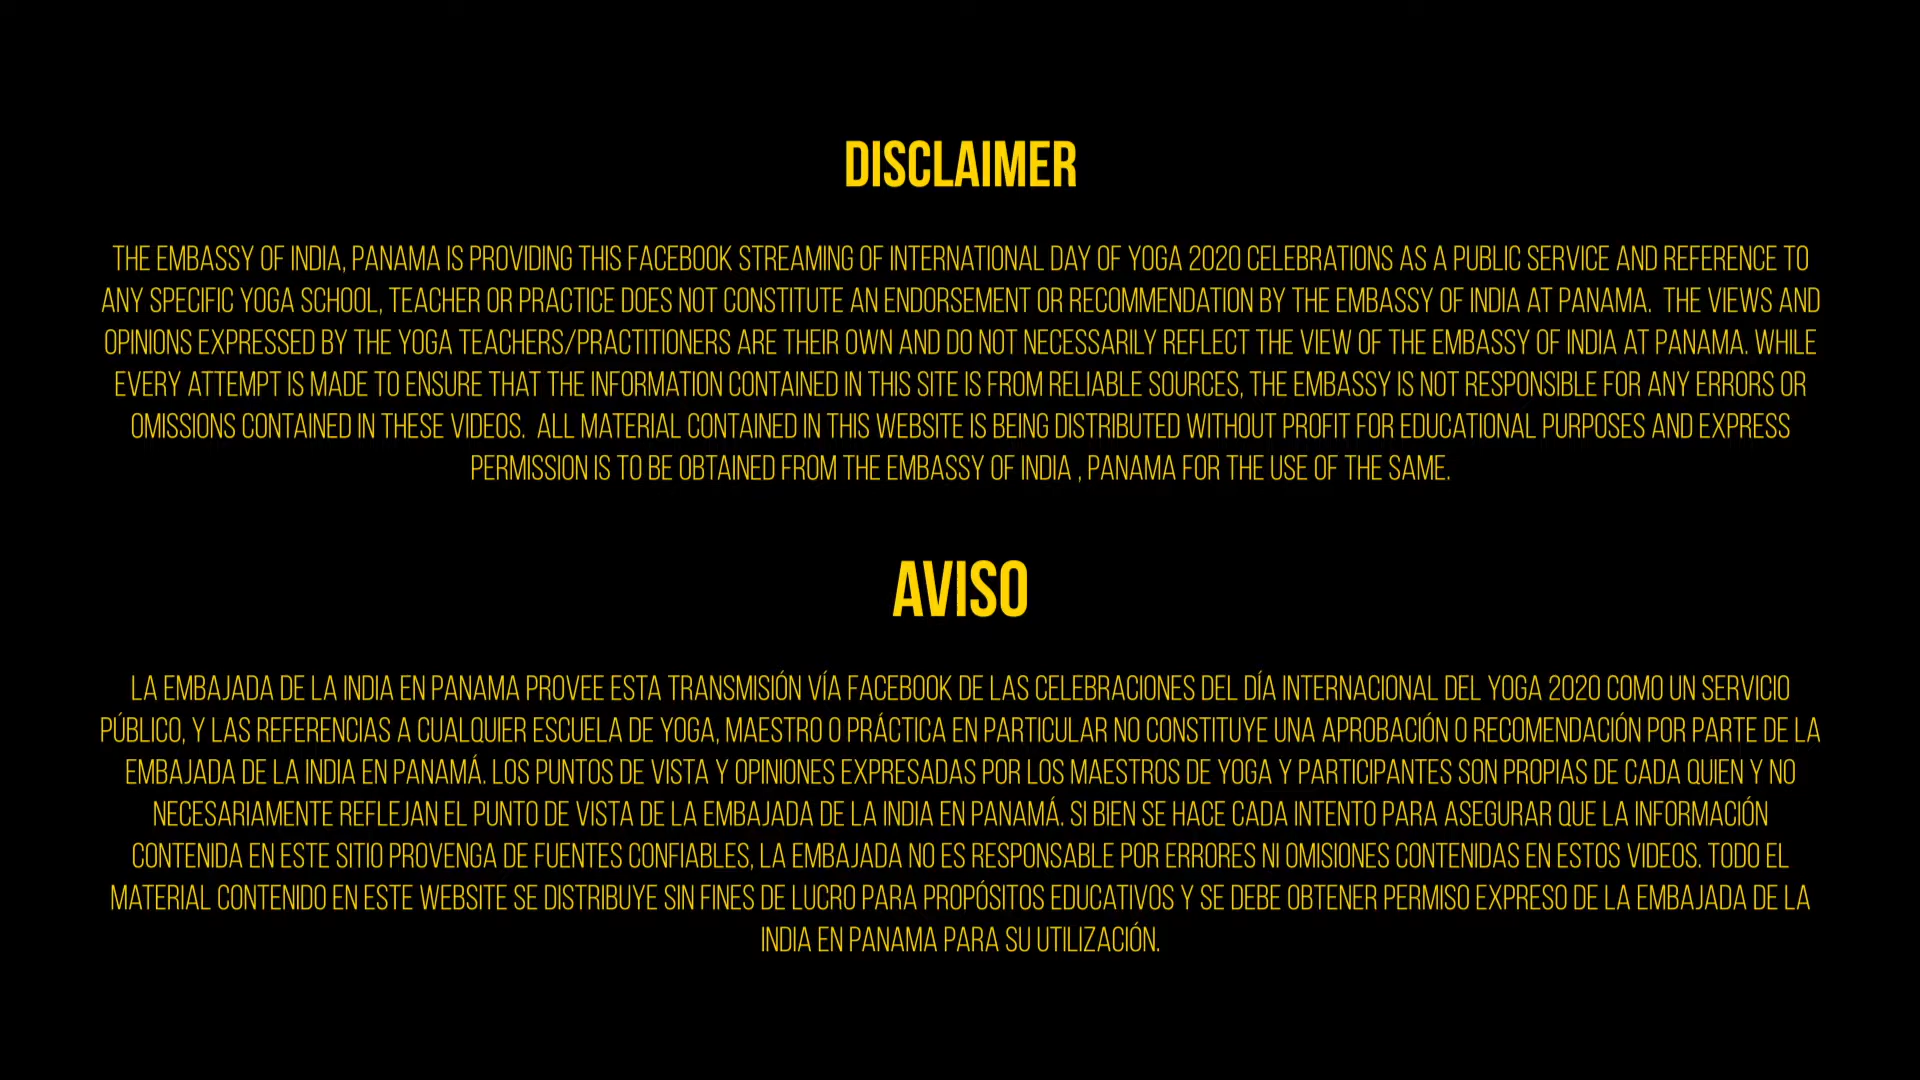 DISCLAIMER
THE EMBASSY OF INDIA, PANAMA IS PROVIDING THIS FACEBOOK STREAMING OF INTERNATIONAL DAY OF YOGA 2020 CELEBRATIONS AS A PUBLIC SERVICE AND REFERENCE TO
ANY SPECIFIC YOGA SCHOOL, TEACHER OR PRACTICE DOES NOT CONSTITUTE AN ENDORSEMENT OR RECOMMENDATION BY THE EMBASSY OF INDIA AT PANAMA. THE VIEWS AND
OPINIONS EXPRESSED BY THE YOGA TEACHERS/PRACTITIONERS ARE THEIR OWN AND DO NOT NECESSARILY REFLECT THE VIEW OF THE EMBASSY OF INDIA AT PANAMA. WHILE
EVERY ATTEMPT IS MADE TO ENSURE THAT THE INFORMATION CONTAINED IN THIS SITE IS FROM RELIABLE SOURCES, THE EMBASSY IS NOT RESPONSIBLE FOR ANY ERRORS OR
OMISSIONS CONTAINED IN THESE VIDEOS. ALL MATERIAL CONTAINED IN THIS WEBSITE IS BEING DISTRIBUTED WITHOUT PROFIT FOR EDUCATIONAL PURPOSES AND EXPRESS
PERMISSION IS TO BE OBTAINED FROM THE EMBASSY OF INDIA , PANAMA FOR THE USE OF THE SAME.
AVISO
LA EMBAJADA DE LA INDIA EN PANAMA PROVEE ESTA TRANSMISIÓN VÍA FACEBOOK DE LAS CELEBRACIONES DEL DÍA INTERNACIONAL DEL YOGA 2020 COMO UN SERVICIO
PÚBLICO, Y LAS REFERENCIAS A CUALQUIER ESCUELA DE YOGA, MAESTRO O PRÁCTICA EN PARTICULAR NO CONSTITUYE UNA APROBACIÓN O RECOMENDACIÓN POR PARTE DE LA
EMBAJADA DE LA INDIA EN PANAMÁ. LOS PUNTOS DE VISTA Y OPINIONES EXPRESADAS POR LOS MAESTROS DE YOGA Y PARTICIPANTES SON PROPIAS DE CADA QUIEN Y NO
NECESARIAMENTE REFLEJAN EL PUNTO DE VISTA DE LA EMBAJADA DE LA INDIA EN PANAMÁ. SI BIEN SE HACE CADA INTENTO PARA ASEGURAR QUE LA INFORMACIÓN
CONTENIDA EN ESTE SITIO PROVENGA DE FUENTES CONFIABLES, LA EMBAJADA NO ES RESPONSABLE POR ERRORES NI OMISIONES CONTENIDAS EN ESTOS VIDEOS. TODO EL
MATERIAL CONTENIDO EN ESTE WEBSITE SE DISTRIBUYE SIN FINES DE LUCRO PARA PROPÓSITOS EDUCATIVOS Y SE DEBE OBTENER PERMISO EXPRESO DE LA EMBAJADA DE LA
INDIA EN PANAMA PARA SU UTILIZACIÓN.